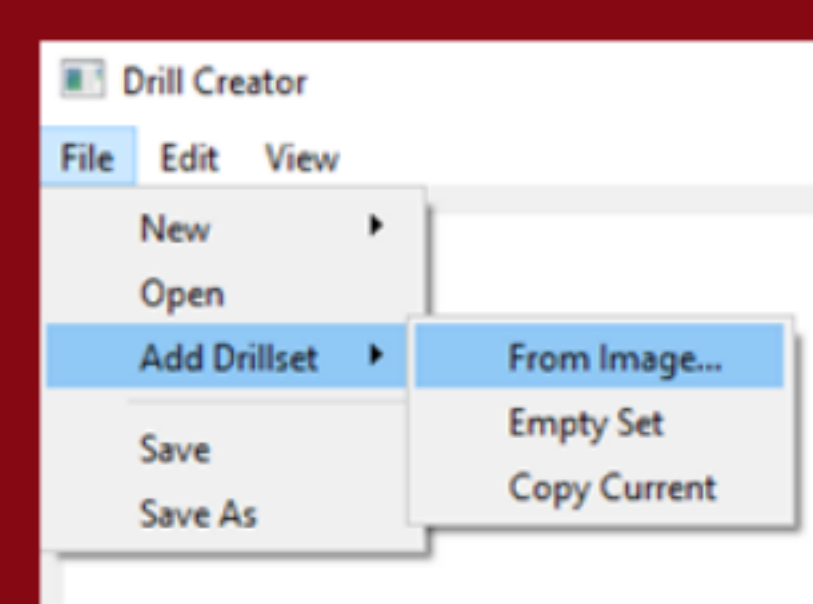 Drill Creator
File Edit View
New
Open
Add Drillset
Save
Save As
From Image...
Empty Set
Copy Current